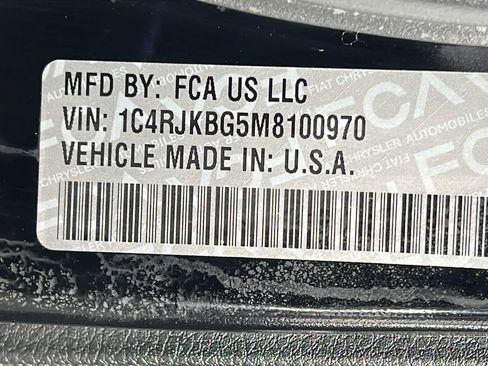 MFD BY: FCA US LLC
VIN: 1C4RJKBG5M8100970
VEHICLE MADE IN: U.S.A.